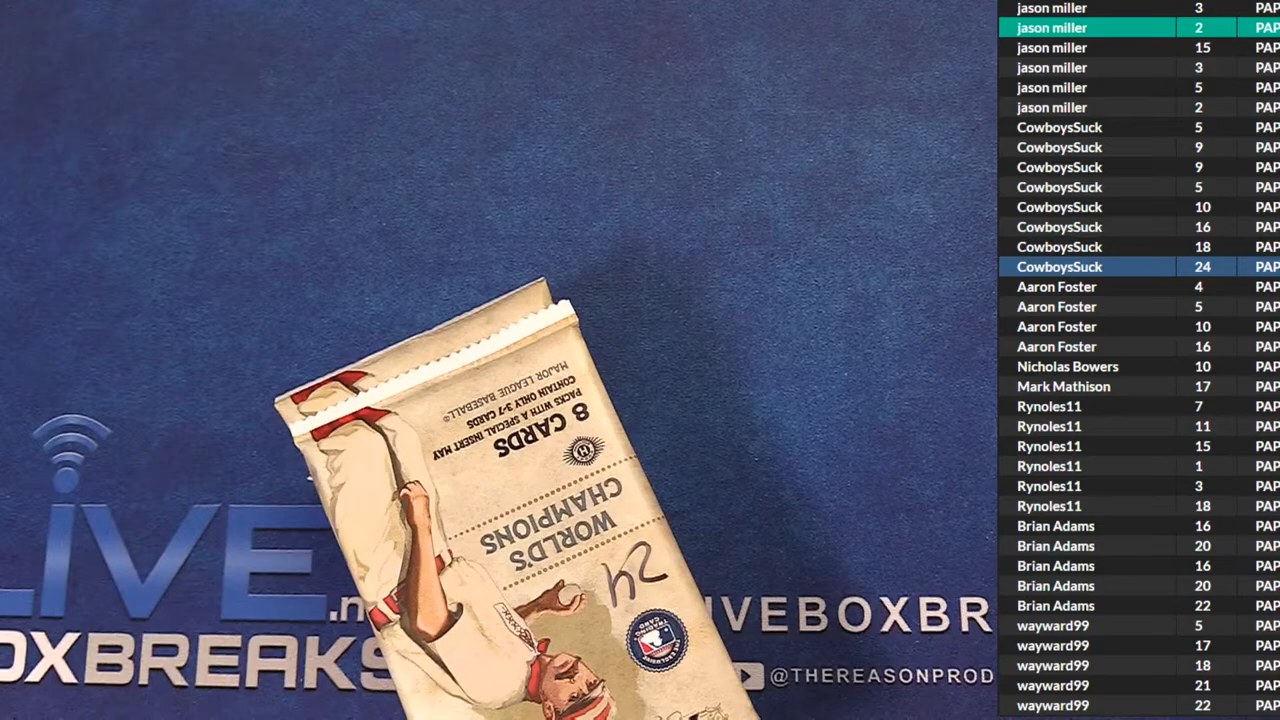 8 CARDS
PACKS WITH A SPECIAL INSERT MAY
CONTAIN ONLY 3-7 CARDS
MAJOR LEAGUE BASEBALL®
WORLD'S
CHAMPIONS
24
LiVE.n
OXBREAKS
IVEBOXBR
@THEREASONPROD
jason miller 3 PAP
jason miller 2 PAP
jason miller 15 PAP
jason miller 3 PAP
jason miller 5 PAP
jason miller 2 PAP
CowboysSuck 5 PAP
CowboysSuck 9 PAP
CowboysSuck 9 PAP
CowboysSuck 5 PAP
CowboysSuck 10 PAP
CowboysSuck 16 PAP
CowboysSuck 18 PAP
CowboysSuck 24 PAP
Aaron Foster 4 PAP
Aaron Foster 5 PAP
Aaron Foster 10 PAP
Aaron Foster 16 PAP
Nicholas Bowers 10 PAP
Mark Mathison 17 PAP
Rynoles11 7 PAP
Rynoles11 11 PAP
Rynoles11 15 PAP
Rynoles11 1 PAP
Rynoles11 3 PAP
Rynoles11 18 PAP
Brian Adams 16 PAP
Brian Adams 20 PAP
Brian Adams 16 PAP
Brian Adams 20 PAP
Brian Adams 22 PAP
wayward99 5 PAP
wayward99 17 PAP
wayward99 18 PAP
wayward99 21 PAP
wayward99 22 PAP